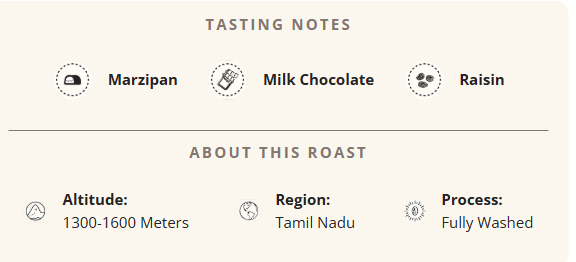 TASTING NOTES
Marzipan Milk Chocolate Raisin
ABOUT THIS ROAST
Altitude: Region: Process:
1300-1600 Meters Tamil Nadu Fully Washed